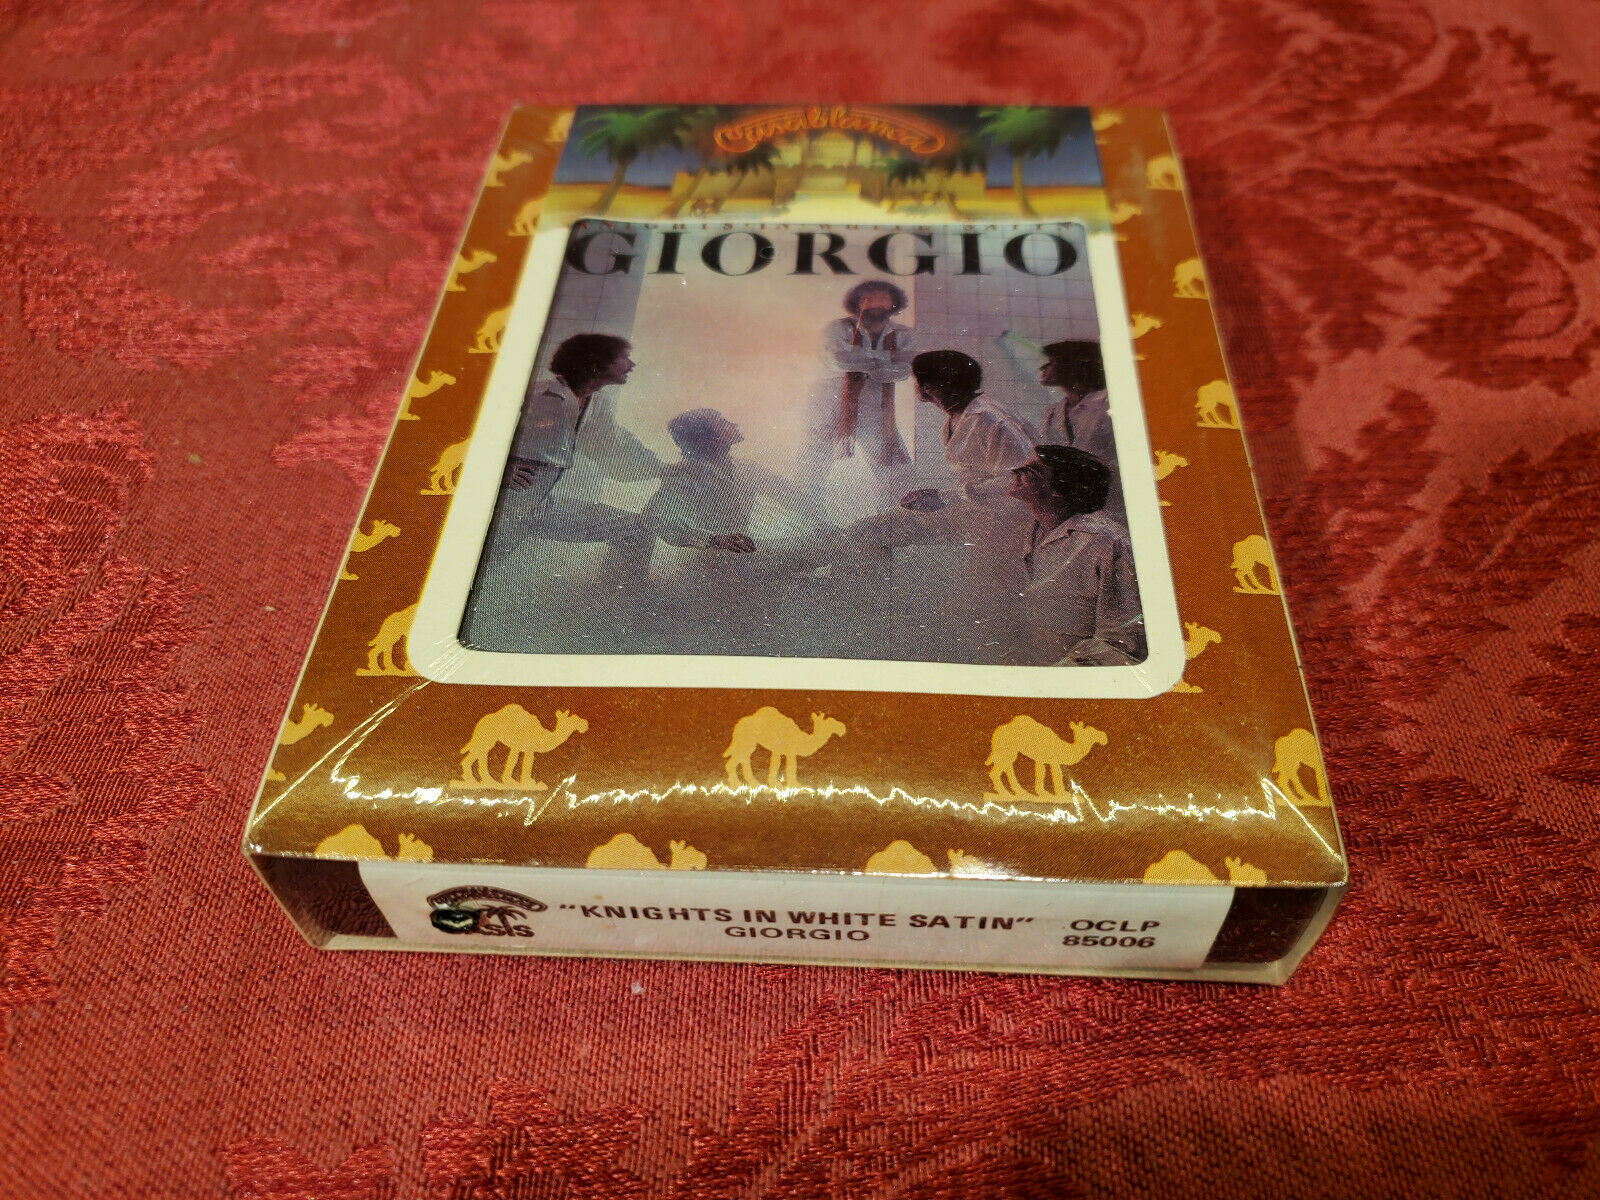 Casablanca
KNIGHTS IN WHITE SATIN
GIORGIO
"KNIGHTS IN WHITE SATIN"
GIORGIO
OCLP
85006